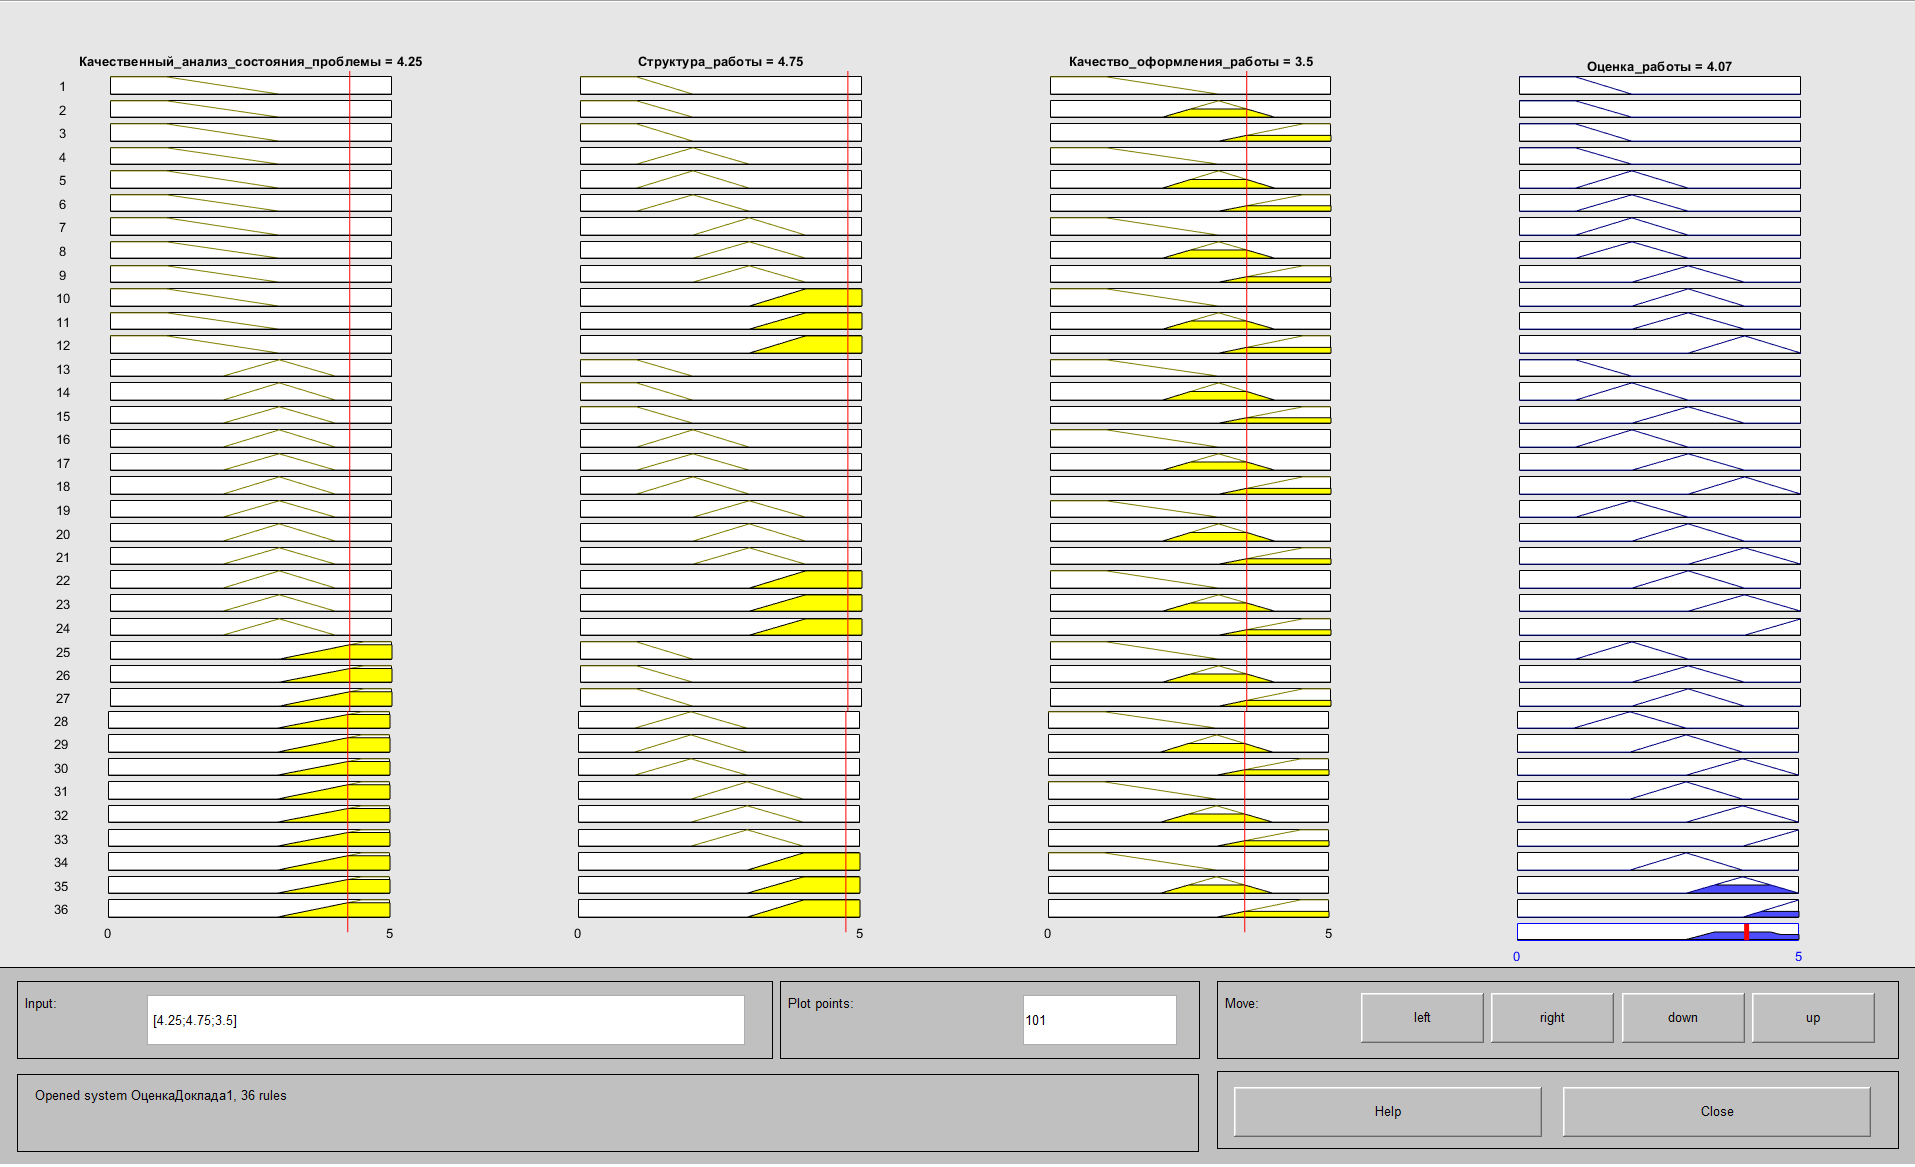 Качественный_анализ_состояния_проблемы = 4.25
Структура_работы = 4.75
Качество_оформления_работы = 3.5
Оценка_работы = 4.07
1
2
3
4
5
6
7
8
9
10
11
12
13
14
15
16
17
18
19
20
21
22
23
24
25
26
27
28
29
30
31
32
33
34
35
36
0 5 0 5 0 5
0 5
Input:
[4.25;4.75;3.5]
Plot points:
101
Move:
left
right
down
up
Opened system ОценкаДоклада1, 36 rules
Help
Close